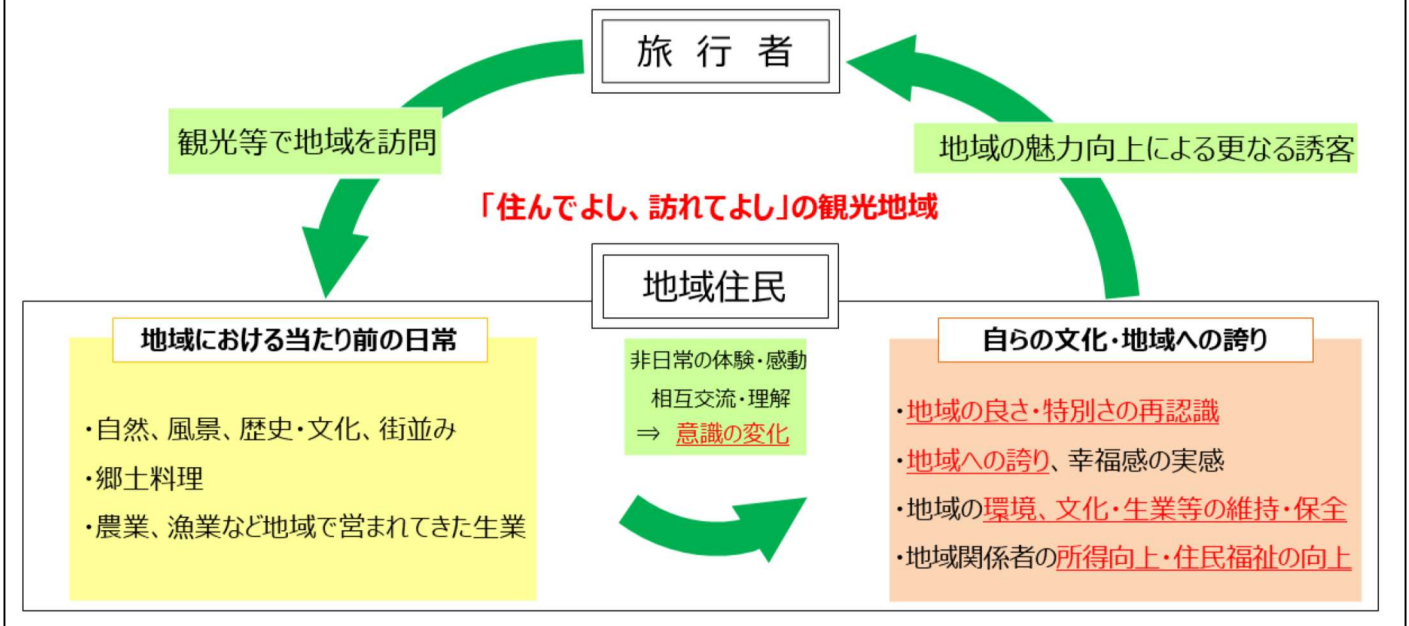 旅 行 者
観光等で地域を訪問
地域の魅力向上による更なる誘客
「住んでよし、訪れてよし」の観光地域
地域住民
地域における当たり前の日常
・自然、風景、歴史・文化、街並み
・郷土料理
・農業、漁業など地域で営まれてきた生業
非日常の体験・感動
相互交流・理解
⇒ 意識の変化
自らの文化・地域への誇り
・地域の良さ・特別さの再認識
・地域への誇り、幸福感の実感
・地域の環境、文化・生業等の維持・保全
・地域関係者の所得向上・住民福祉の向上